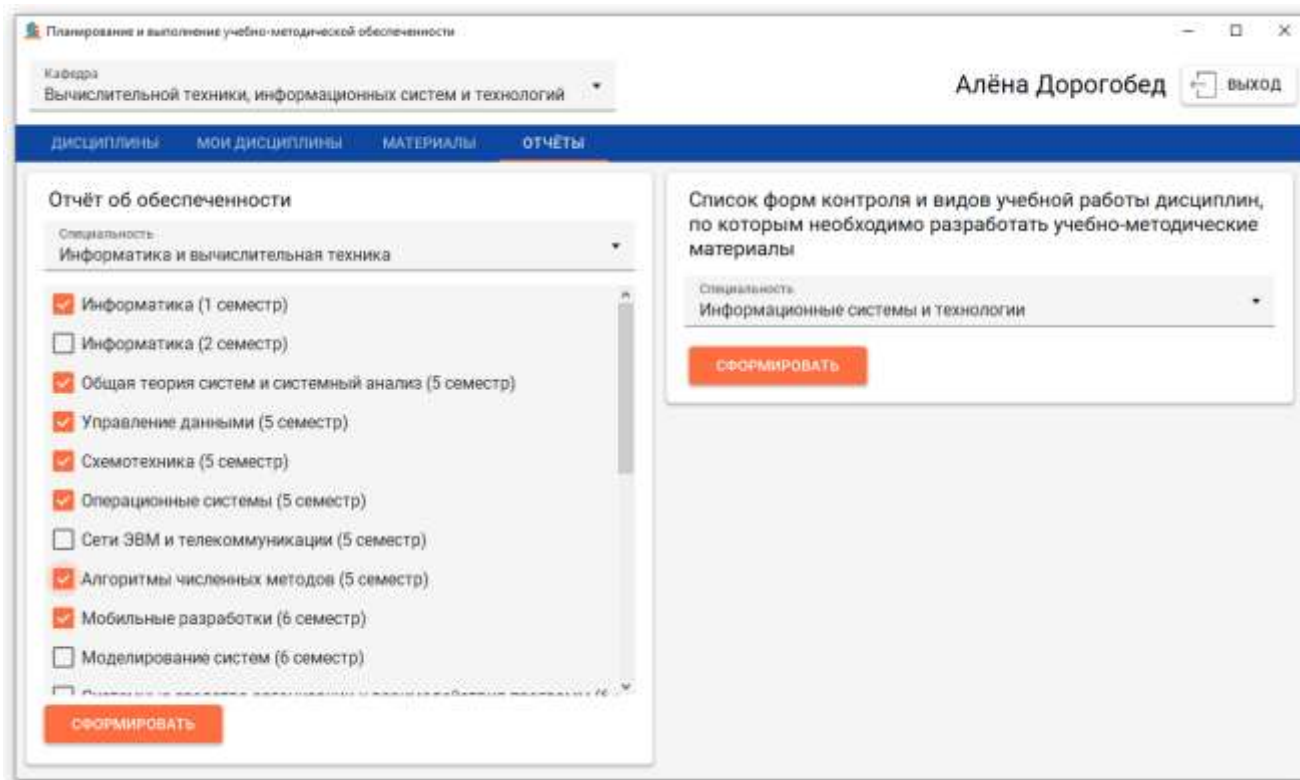 Планирование и выполнение учебно-методической обеспеченности
Кафедра
Вычислительной техники, информационных систем и технологий
Алёна Дорогобед
ВЫХОД
ДИСЦИПЛИНЫ МОИ ДИСЦИПЛИНЫ МАТЕРИАЛЫ ОТЧЁТЫ
Отчёт об обеспеченности
Специальность
Информатика и вычислительная техника
Информатика (1 семестр)
Информатика (2 семестр)
Общая теория систем и системный анализ (5 семестр)
Управление данными (5 семестр)
Схемотехника (5 семестр)
Операционные системы (5 семестр)
Сети ЭВМ и телекоммуникации (5 семестр)
Алгоритмы численных методов (5 семестр)
Мобильные разработки (6 семестр)
Моделирование систем (6 семестр)
СФОРМИРОВАТЬ
Список форм контроля и видов учебной работы дисциплин,
по которым необходимо разработать учебно-методические
материалы
Специальность
Информационные системы и технологии
СФОРМИРОВАТЬ